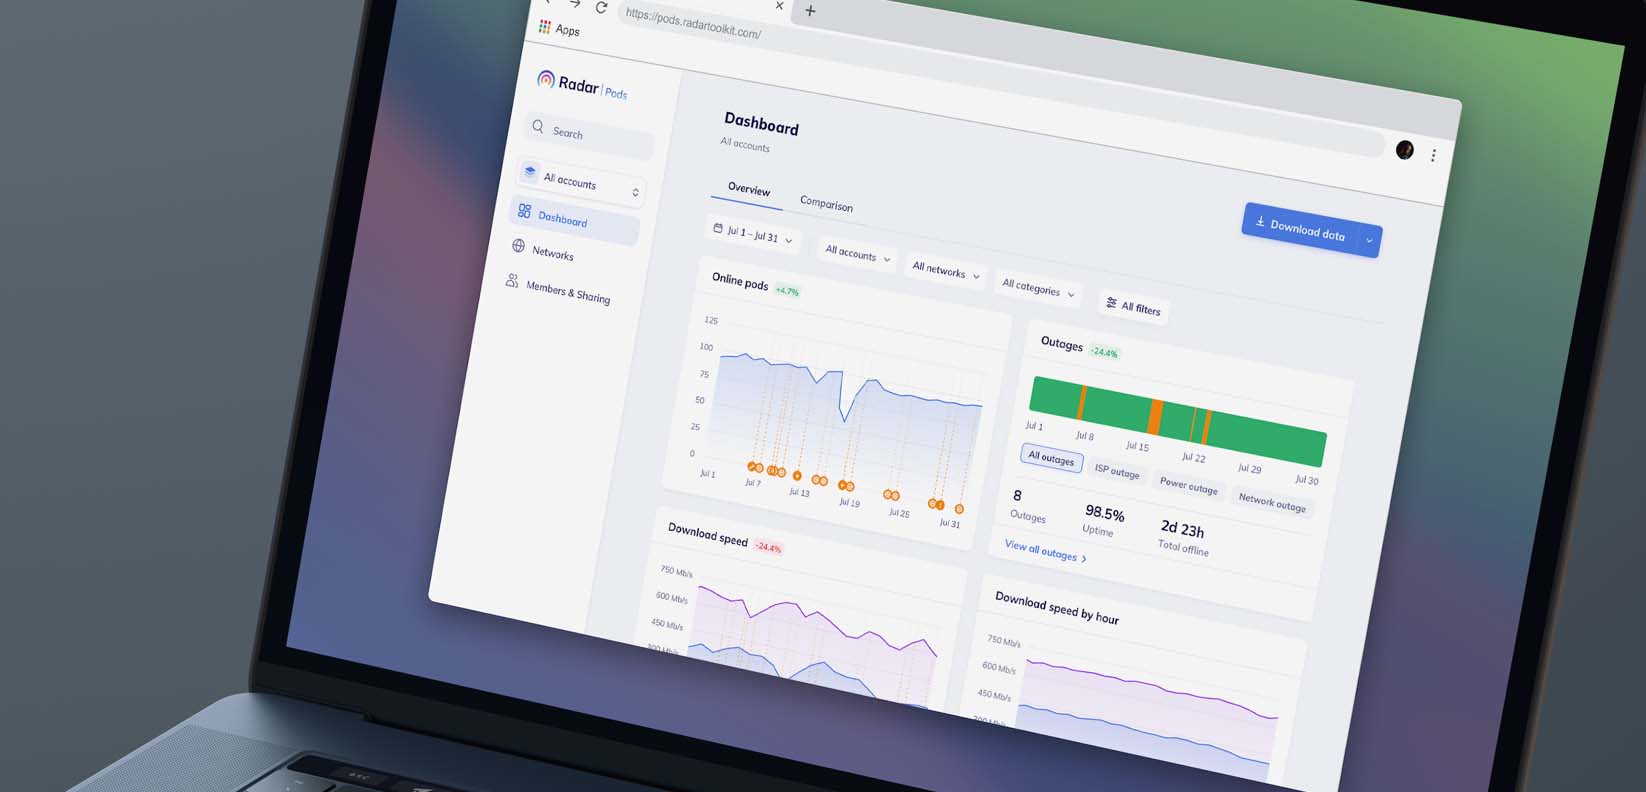 https://pods.radartoolkit.com/
Apps
Radar | Pods
Search
All accounts
Dashboard
Networks
Members & Sharing
Dashboard
All accounts
Overview
Comparison
Download data
Jul 1 – Jul 31
All accounts
All networks
All categories
All filters
Online pods +4.7%
125
100
75
50
25
0
Jul 1
Jul 7
Jul 13
Jul 19
Jul 25
Jul 31
Outages -24.4%
Jul 1
Jul 8
Jul 15
Jul 22
Jul 29
Jul 30
All outages
ISP outage
Power outage
Network outage
8
Outages
98.5%
Uptime
2d 23h
Total offline
View all outages
Download speed -24.4%
750 Mb/s
600 Mb/s
450 Mb/s
300 Mb/s
Download speed by hour
750 Mb/s
600 Mb/s
450 Mb/s
300 Mb/s
esc